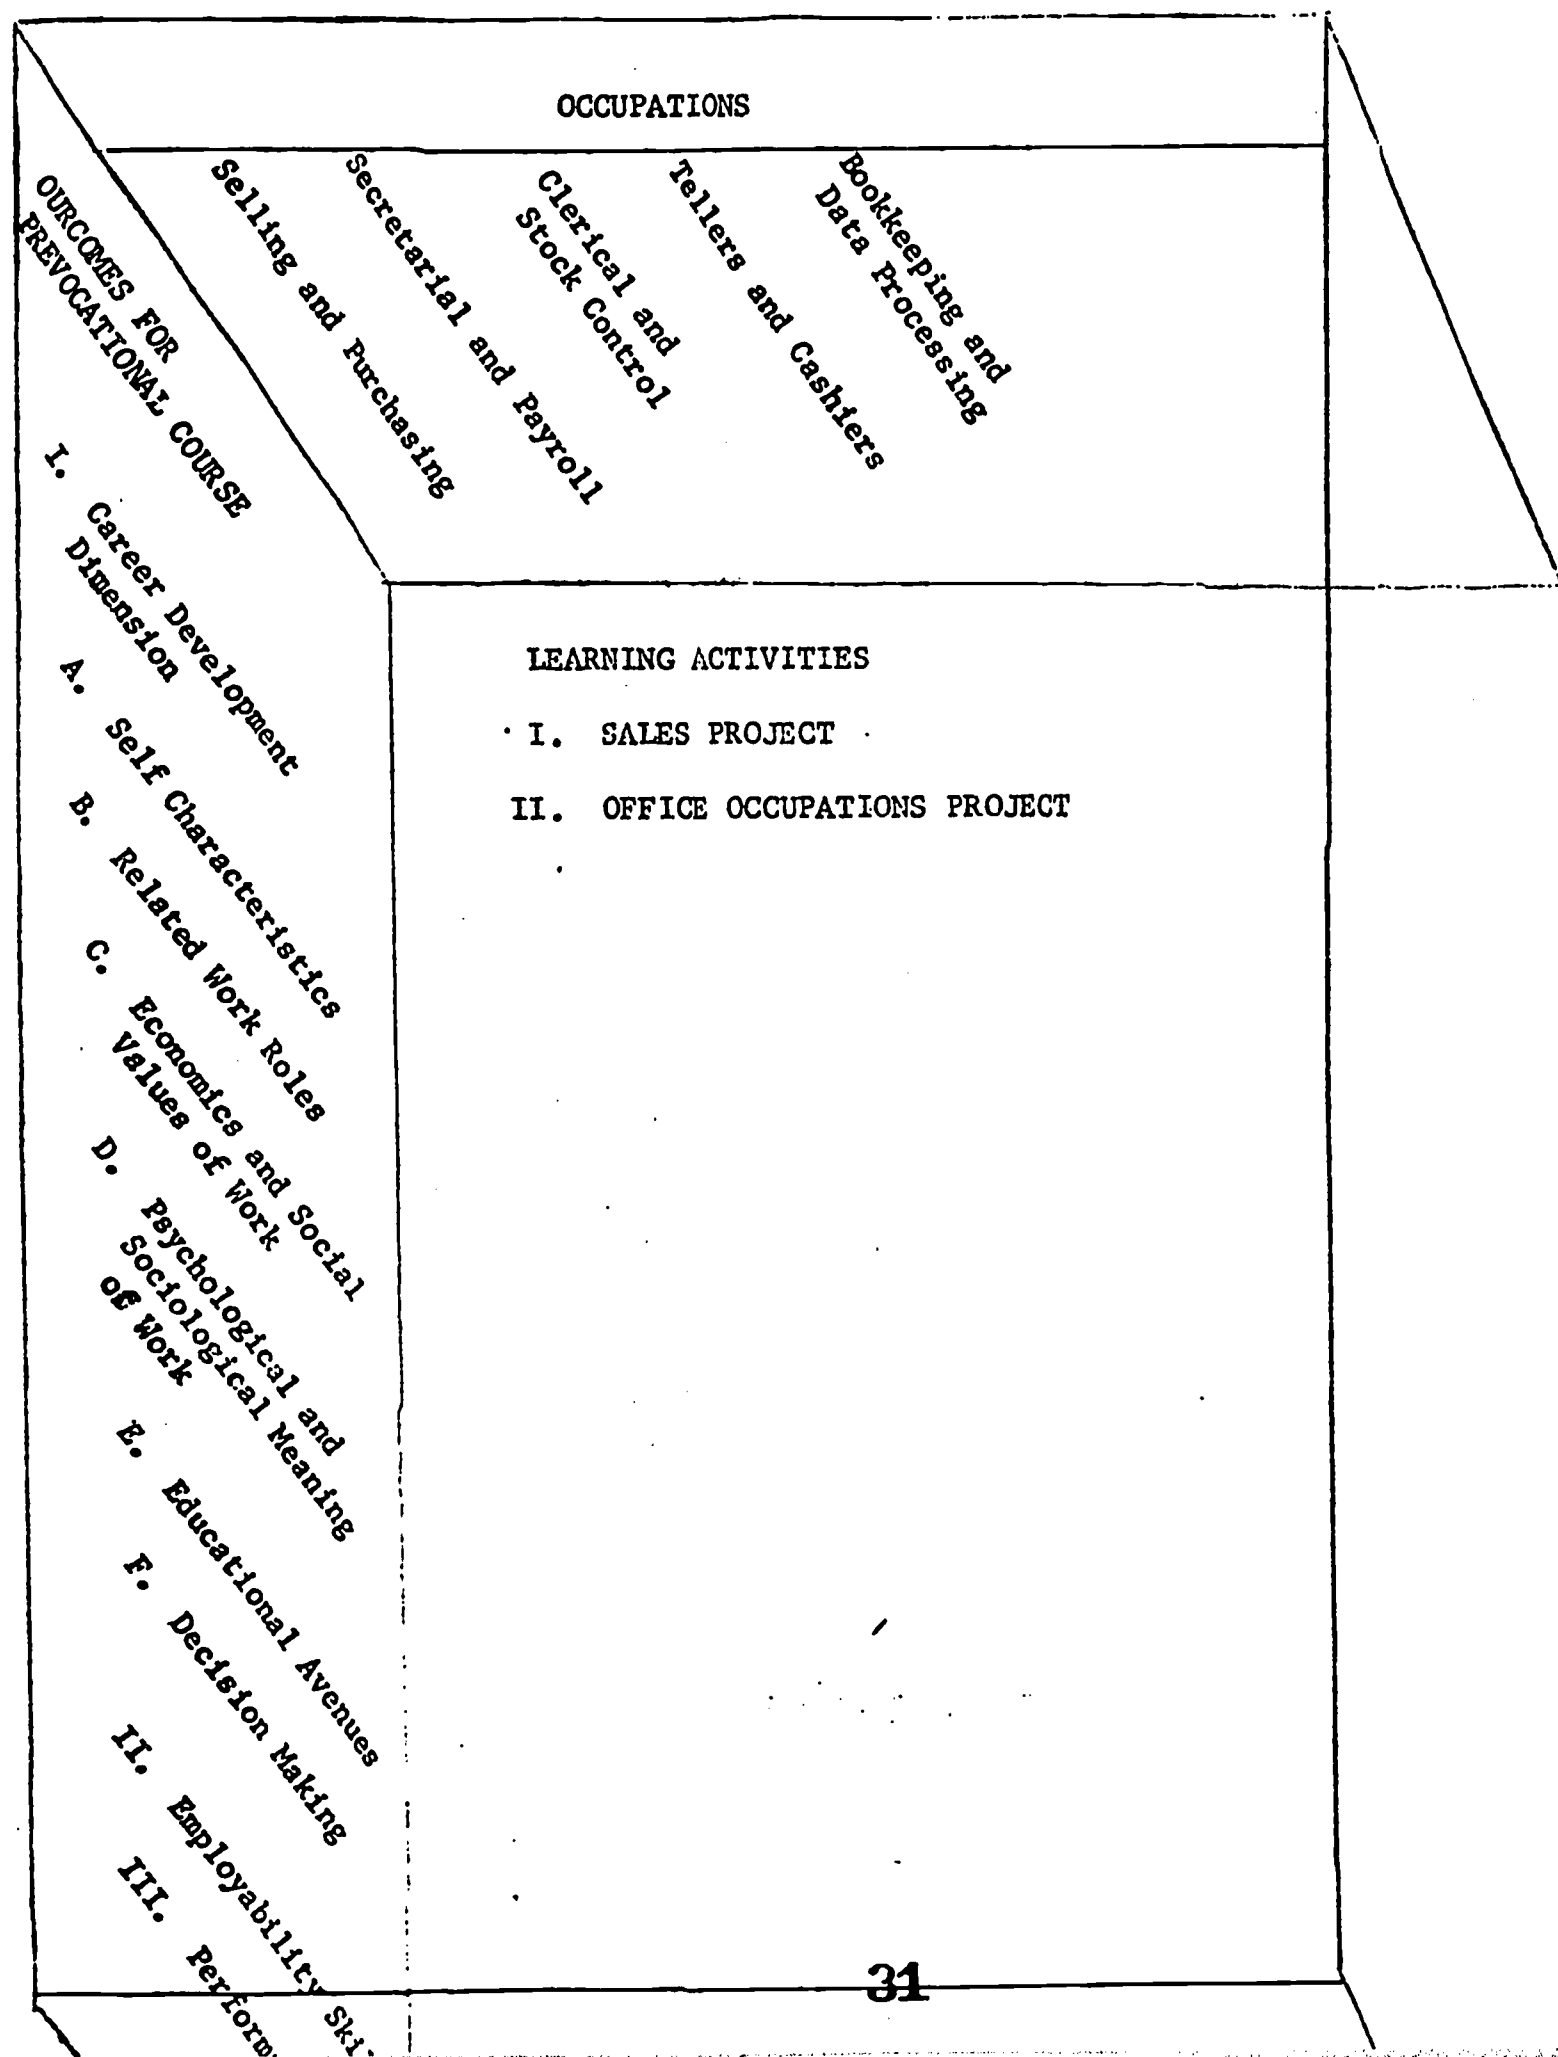 OCCUPATIONS
Selling and Purchasing
Secretarial and Payroll
Clerical and
Stock Control
Tellers and Cashiers
Bookkeeping and
Data Processing
OURCOMES FOR
PREVOCATIONAL COURSE
I. Career Development
Dimension
A. Self Characteristics
B. Related Work Roles
C. Economics and Social
Values of Work
D. Psychological and
Sociological Meaning
of Work
E. Educational Avenues
F. Decision Making
II. Employability
III.
LEARNING ACTIVITIES
I. SALES PROJECT
II. OFFICE OCCUPATIONS PROJECT
31